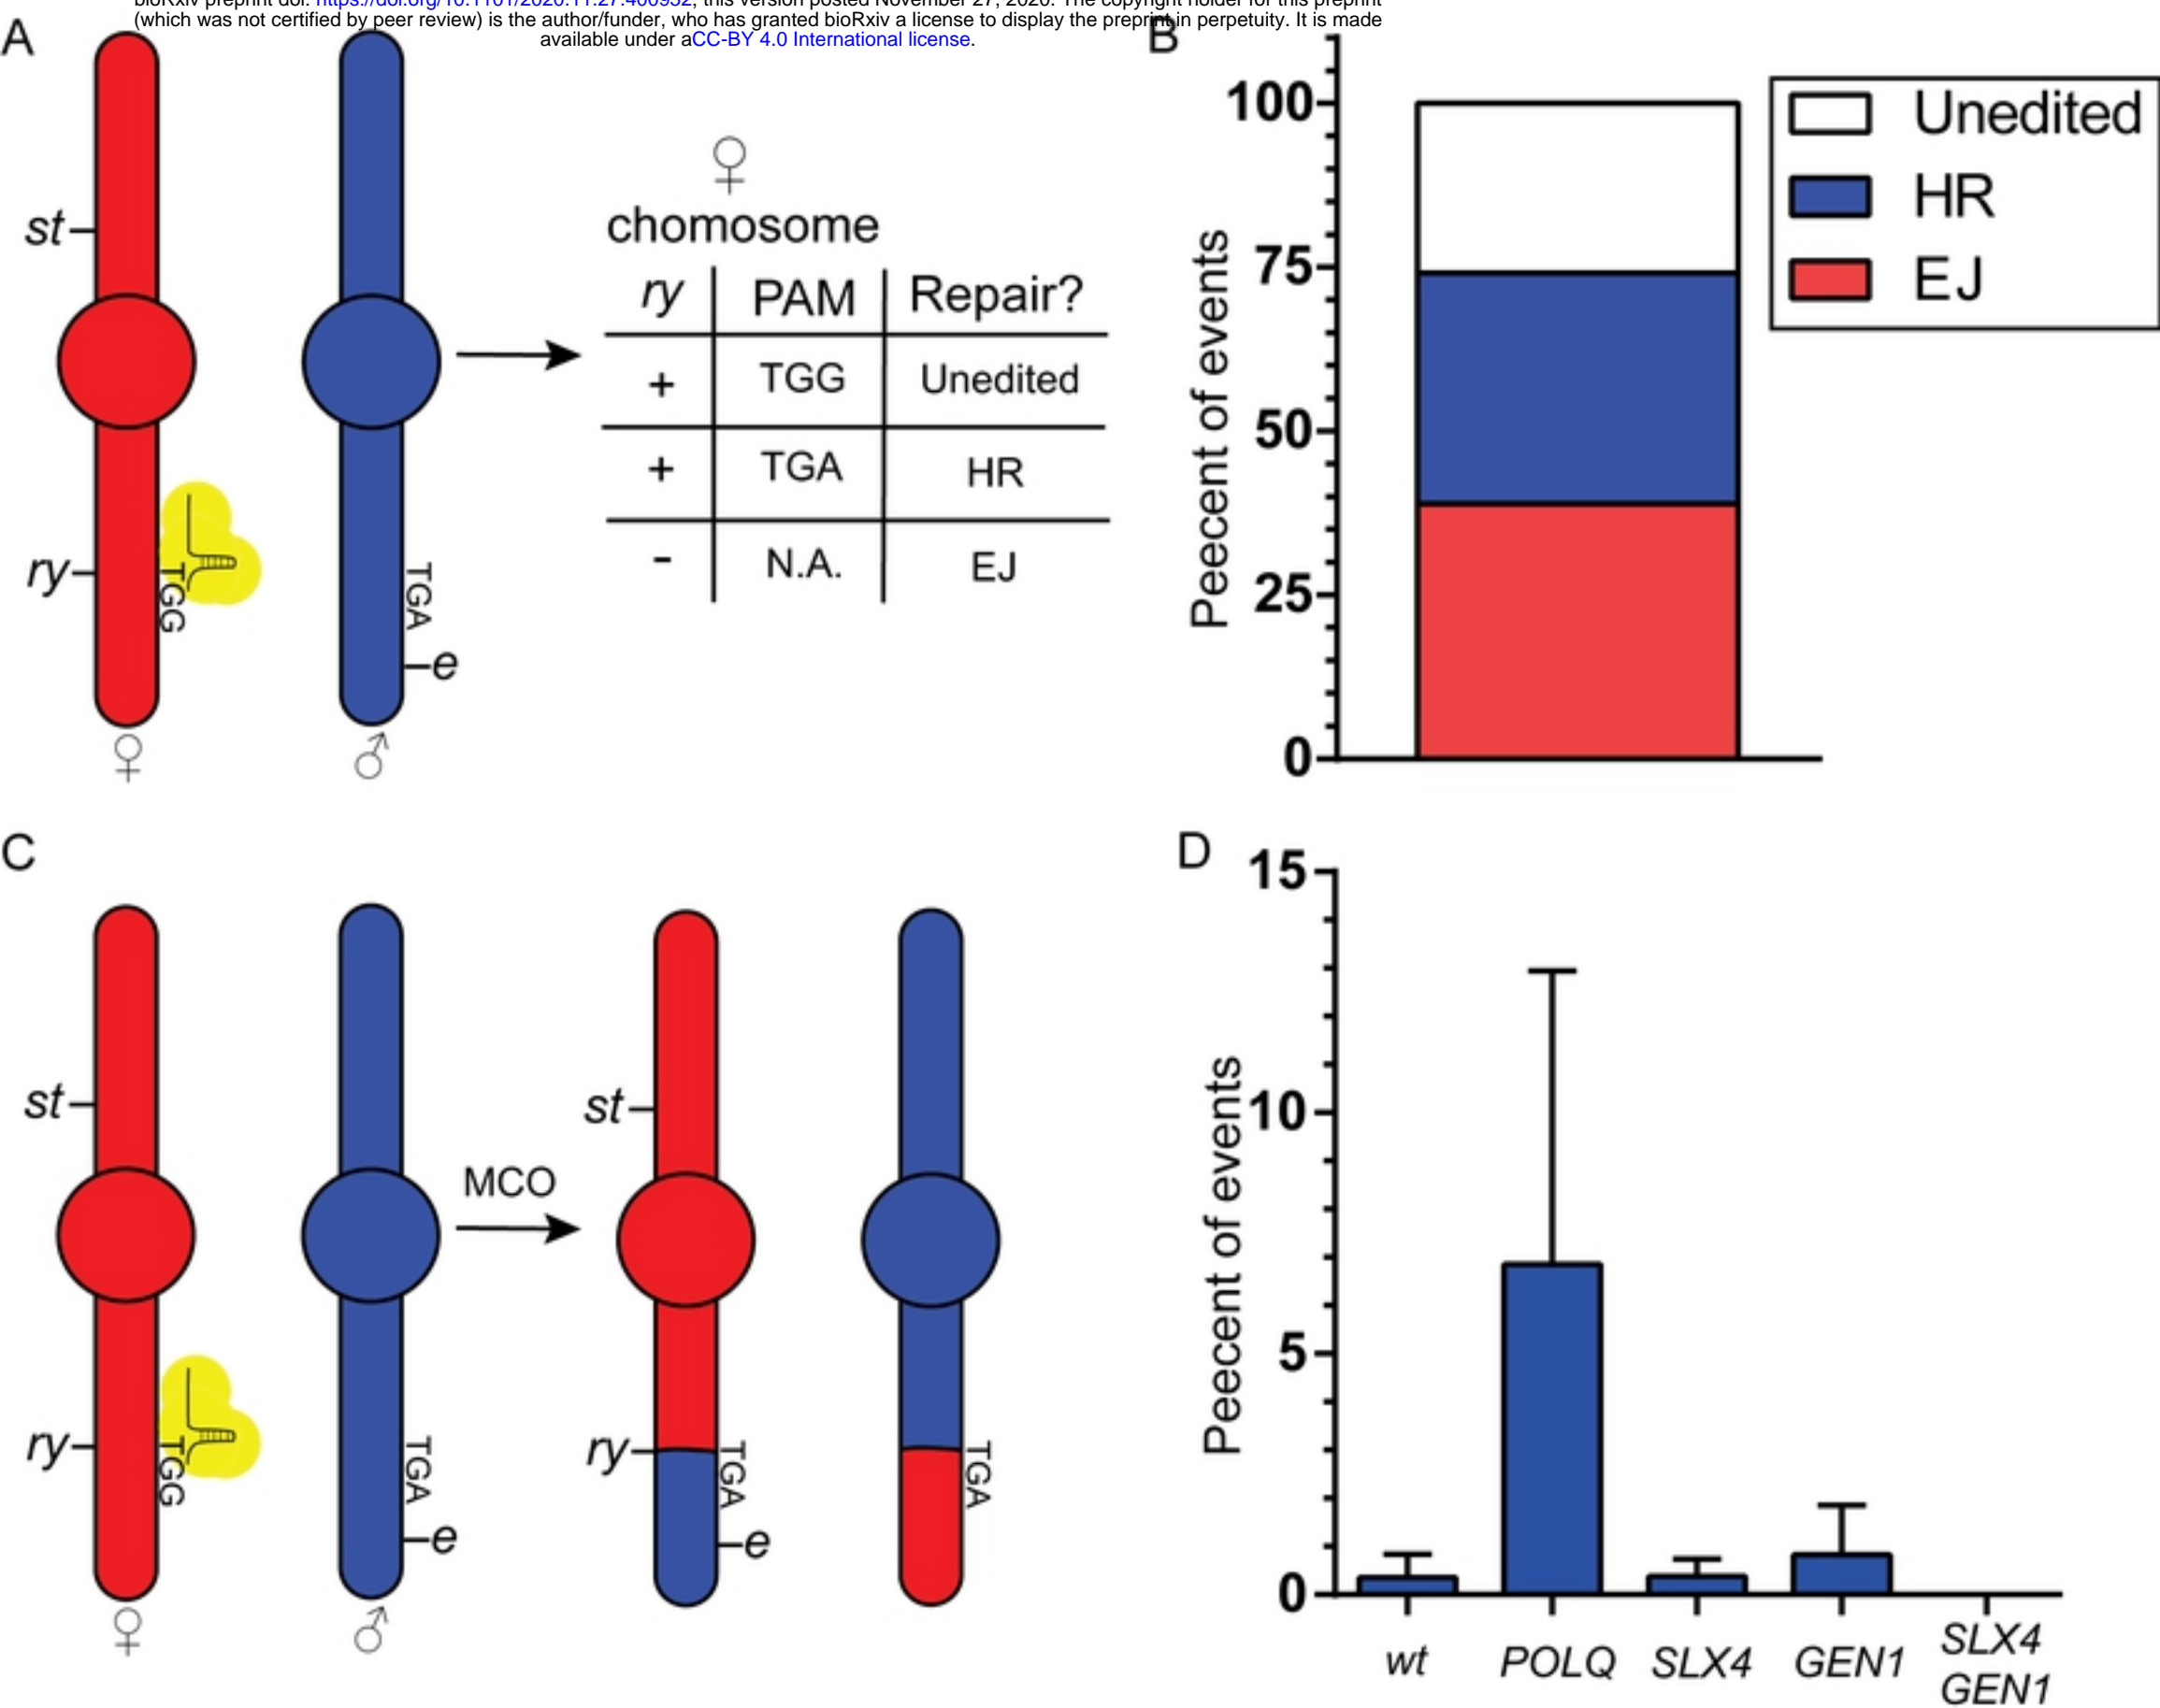 bioRxiv preprint doi: https://doi.org/10.1101/2020.11.27.400952; this version posted November 27, 2020. The copyright holder for this preprint
(which was not certified by peer review) is the author/funder, who has granted bioRxiv a license to display the preprint in perpetuity. It is made
available under aCC-BY 4.0 International license.
A
st
ry
TGG
TGA
e
♀
♂
♀
chomosome
ry PAM Repair?
+ TGG Unedited
+ TGA HR
- N.A. EJ
B
Peecent of events
100
75
50
25
0
Unedited
HR
EJ
C
st
ry
TGG
TGA
e
♀
♂
MCO
st
ry
TGA
e
TGA
D
Peecent of events
15
10
5
0
wt
POLQ
SLX4
GEN1
SLX4
GEN1